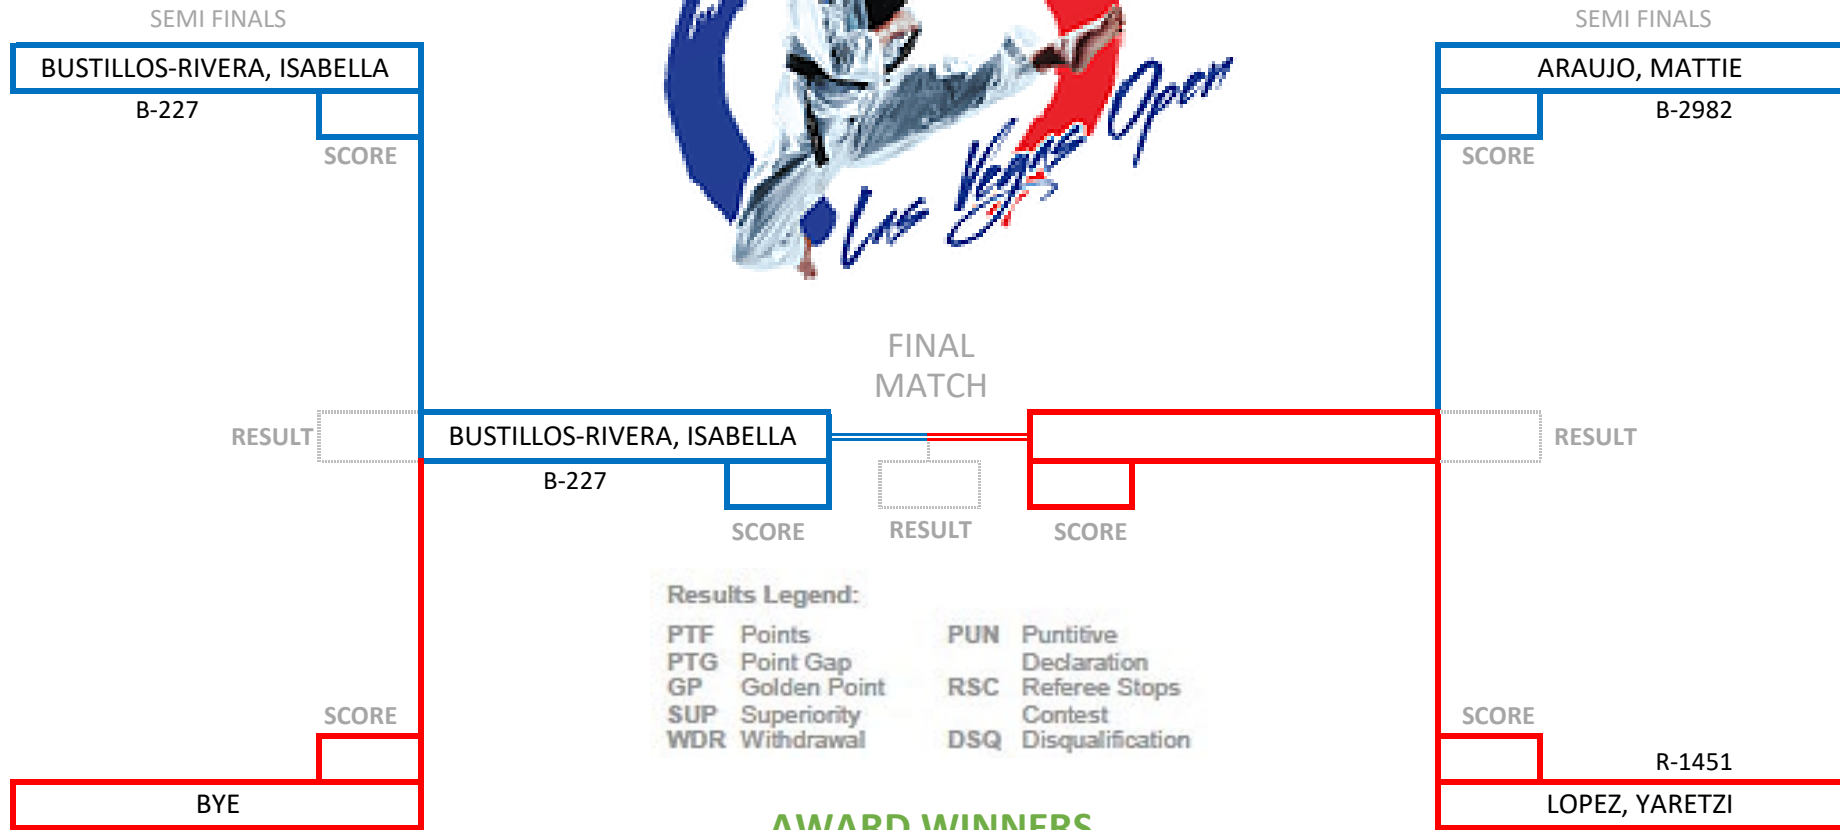 SEMI FINALS
SEMI FINALS
BUSTILLOS-RIVERA, ISABELLA
ARAUJO, MATTIE
B-227
B-2982
SCORE
SCORE
Las Vegas Open
FINAL
MATCH
RESULT
BUSTILLOS-RIVERA, ISABELLA
RESULT
B-227
SCORE
RESULT
SCORE
Results Legend:
PTF Points
PTG Point Gap
GP Golden Point
SUP Superiority
WDR Withdrawal
PUN Puntitive
Declaration
RSC Referee Stops
Contest
DSQ Disqualification
SCORE
SCORE
R-1451
BYE
LOPEZ, YARETZI
AWARD WINNERS